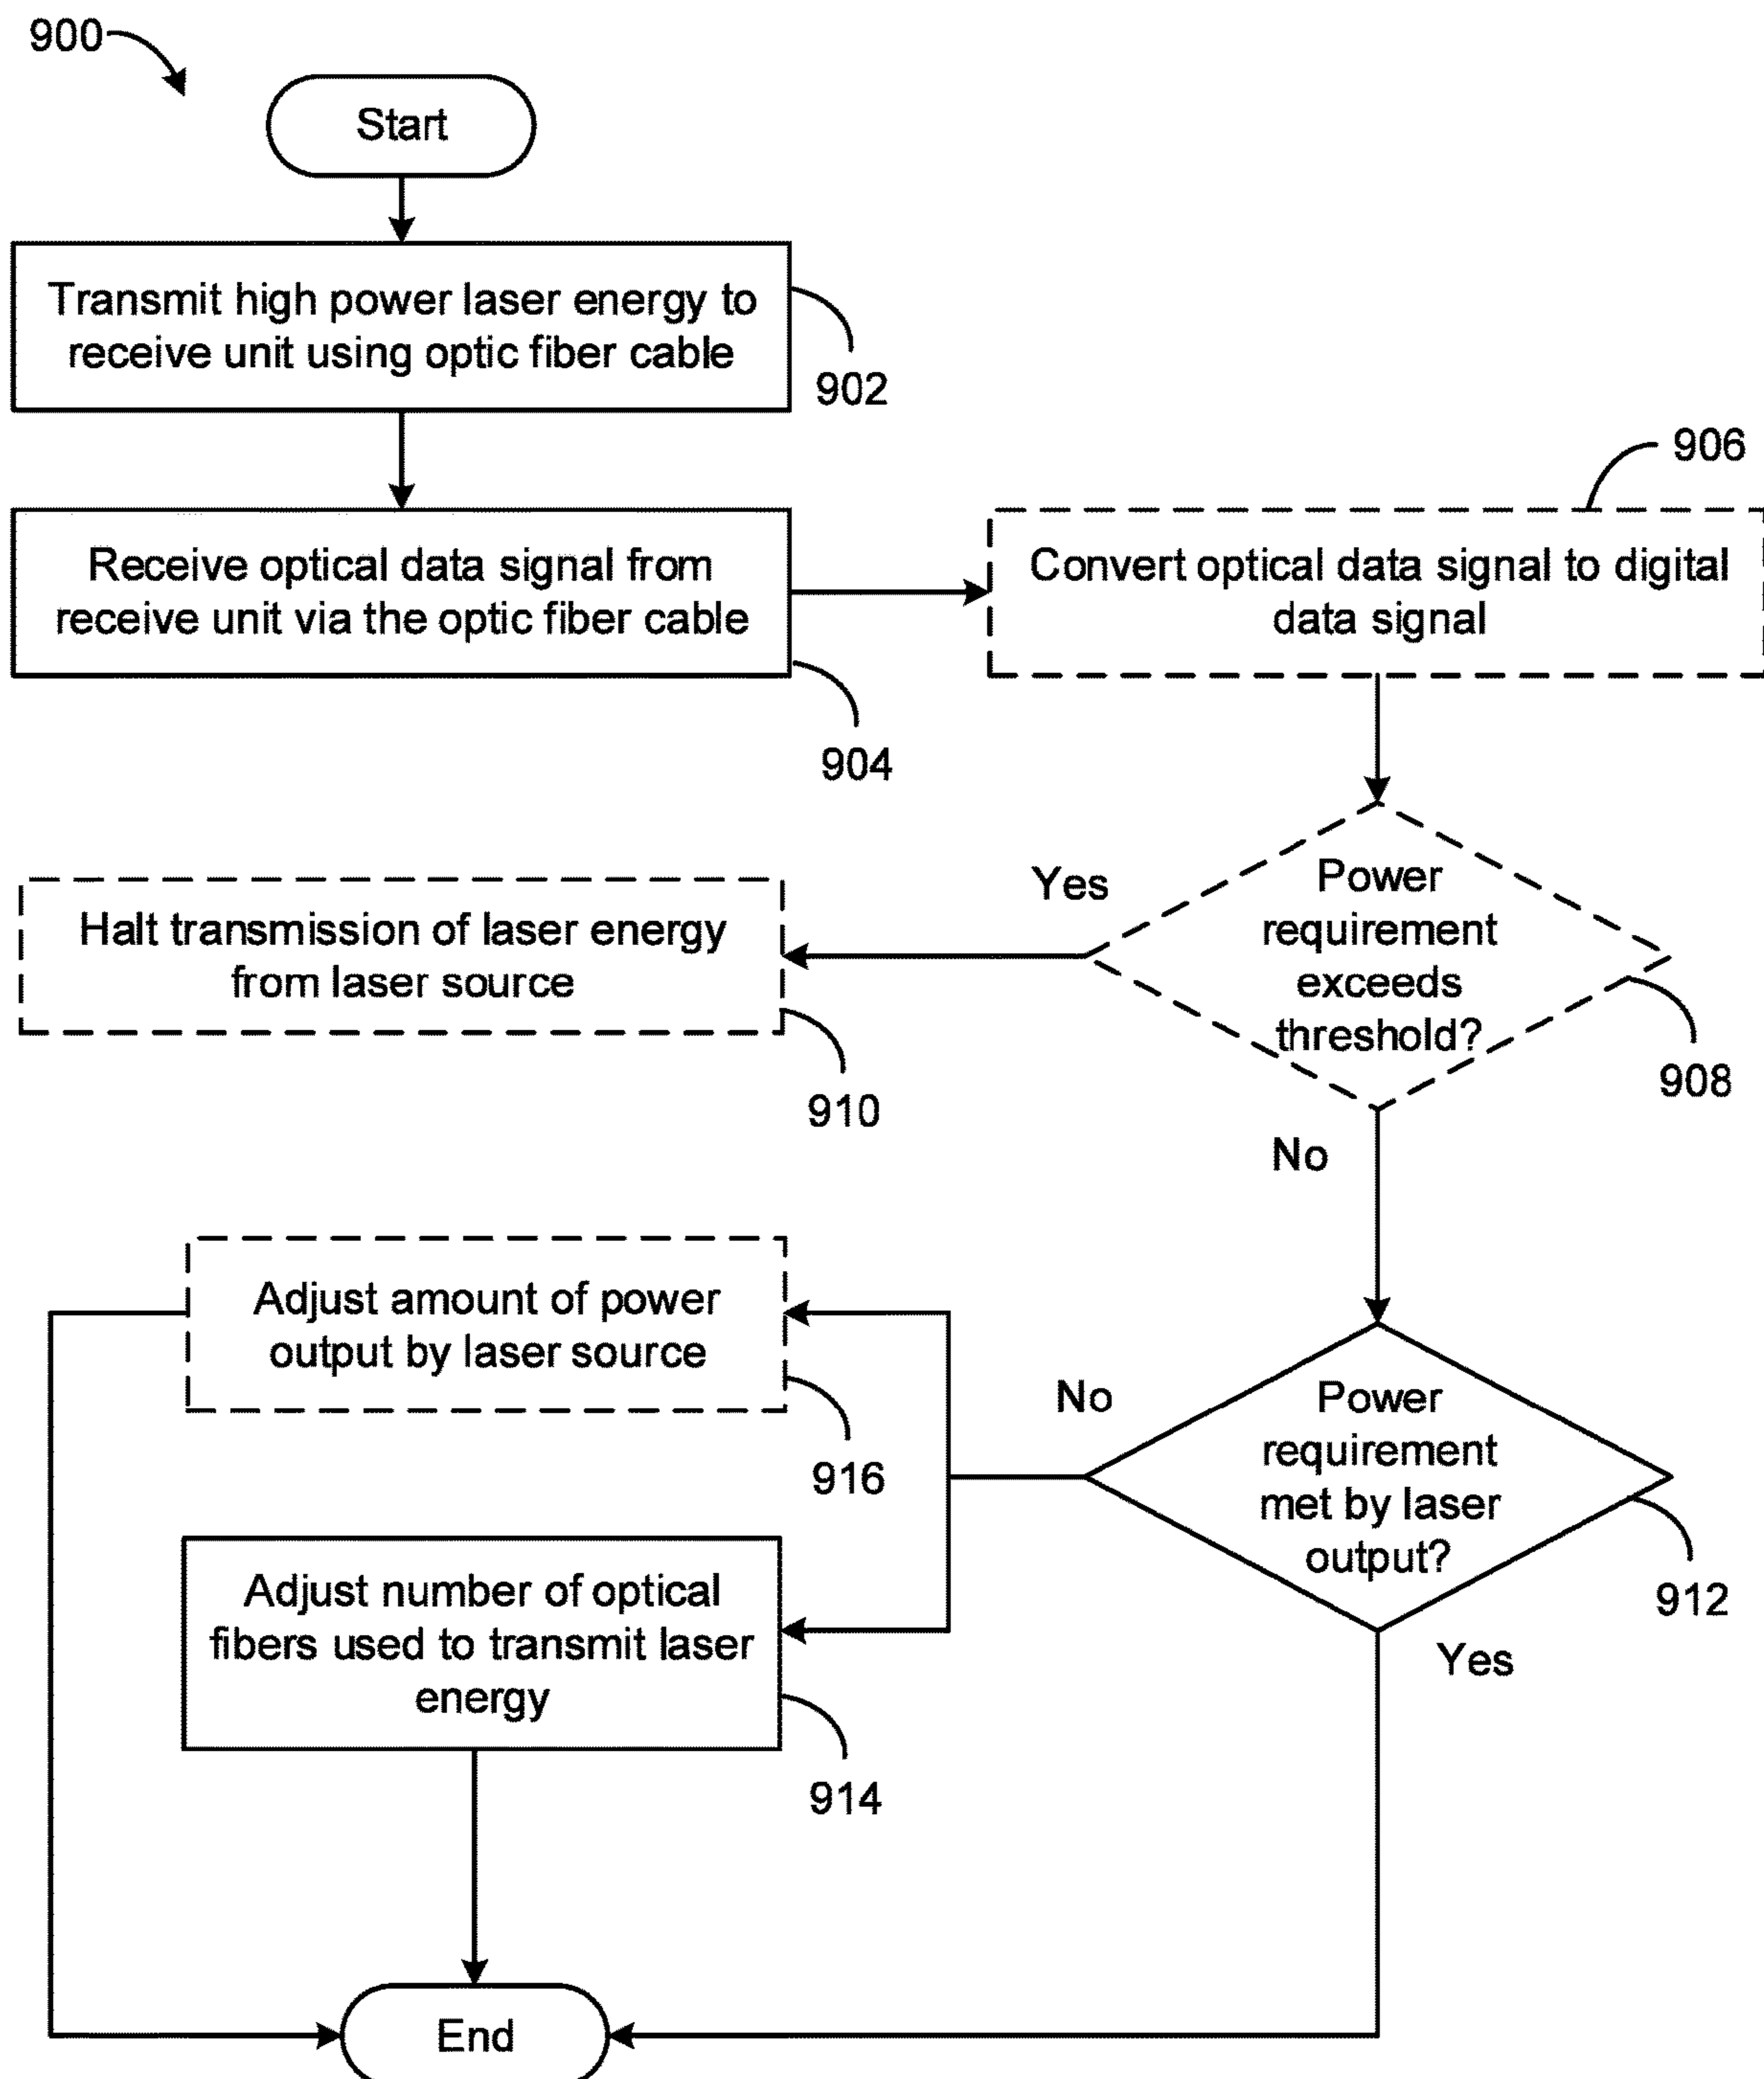 900
Start
Transmit high power laser energy to
receive unit using optic fiber cable
902
Receive optical data signal from
receive unit via the optic fiber cable
904
906
Convert optical data signal to digital
data signal
Power
requirement
exceeds
threshold?
908
Yes
No
Halt transmission of laser energy
from laser source
910
Power
requirement
met by laser
output?
912
No
Yes
Adjust amount of power
output by laser source
916
Adjust number of optical
fibers used to transmit laser
energy
914
End